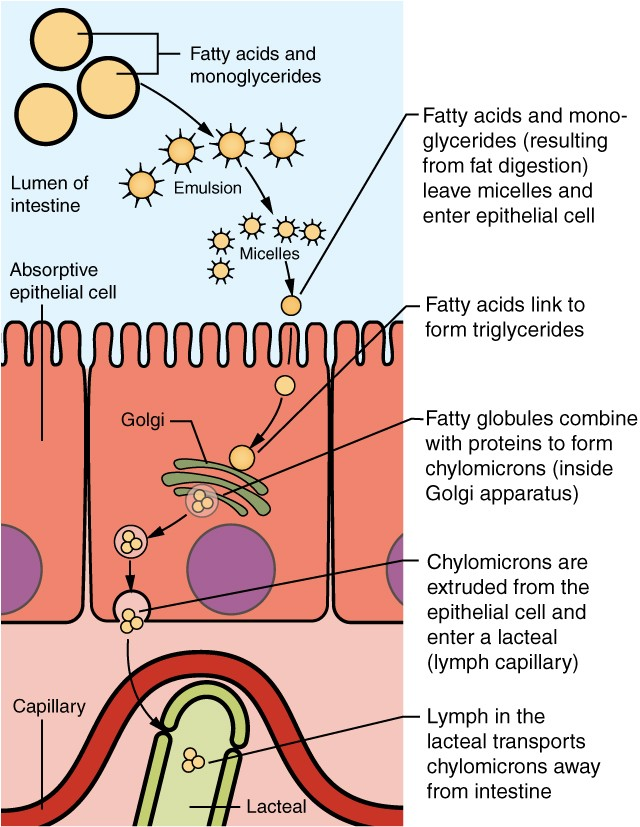 Fatty acids and
monoglycerides
Emulsion
Lumen of
intestine
Micelles
Absorptive
epithelial cell
Golgi
Capillary
Lacteal
Fatty acids and mono-
glycerides (resulting
from fat digestion)
leave micelles and
enter epithelial cell
Fatty acids link to
form triglycerides
Fatty globules combine
with proteins to form
chylomicrons (inside
Golgi apparatus)
Chylomicrons are
extruded from the
epithelial cell and
enter a lacteal
(lymph capillary)
Lymph in the
lacteal transports
chylomicrons away
from intestine